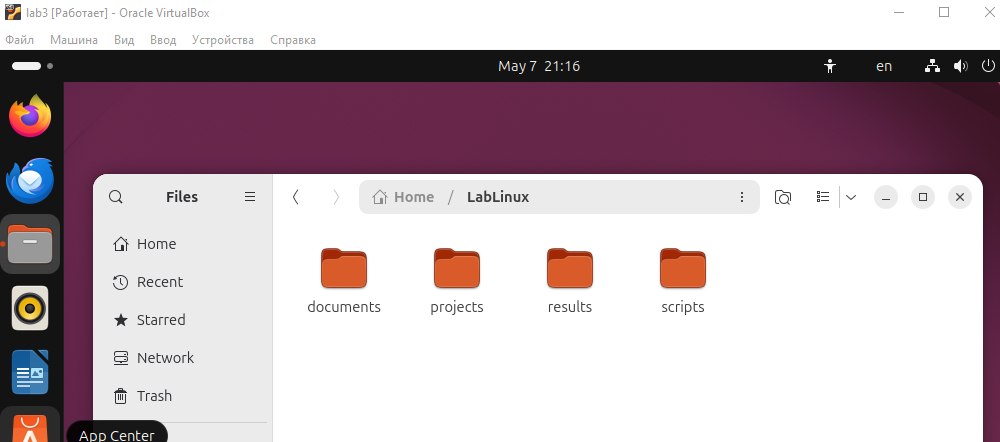 lab3 [Работает] - Oracle VirtualBox
Файл Машина Вид Ввод Устройства Справка
May 7 21:16
en
Files
Home / LabLinux
Home
Recent
Starred
Network
Trash
documents projects results scripts
App Center